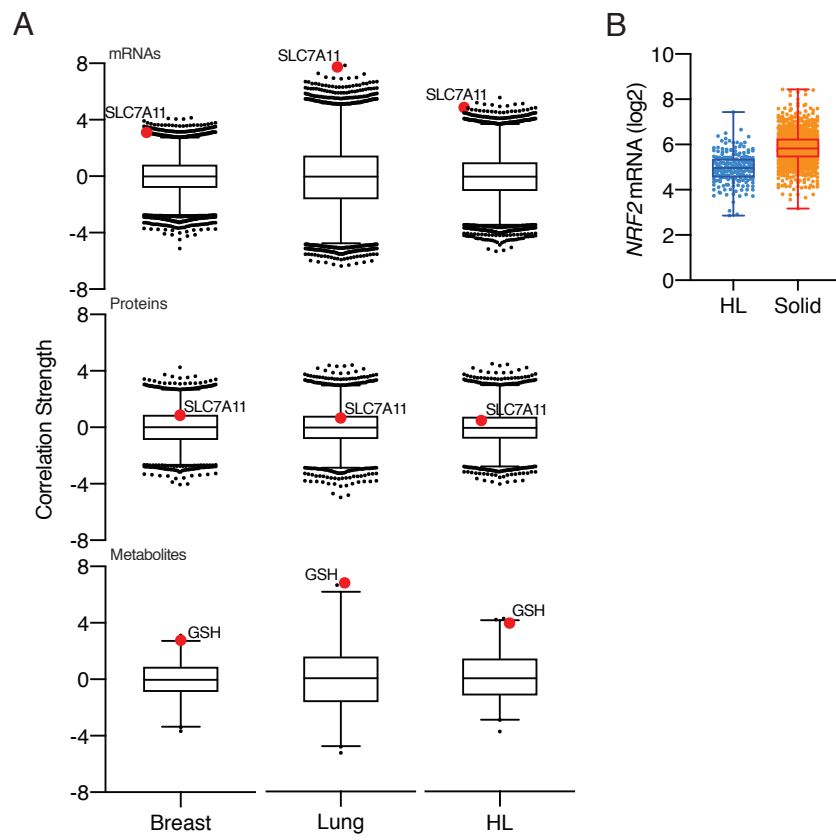 A
mRNAs
8
4
0
-4
-8
SLC7A11
SLC7A11
SLC7A11
Proteins
8
4
0
-4
-8
SLC7A11
SLC7A11
SLC7A11
Metabolites
8
4
0
-4
-8
GSH
GSH
GSH
Correlation Strength
Breast Lung HL
B
NRF2 mRNA (log2)
10
8
6
4
2
0
HL Solid